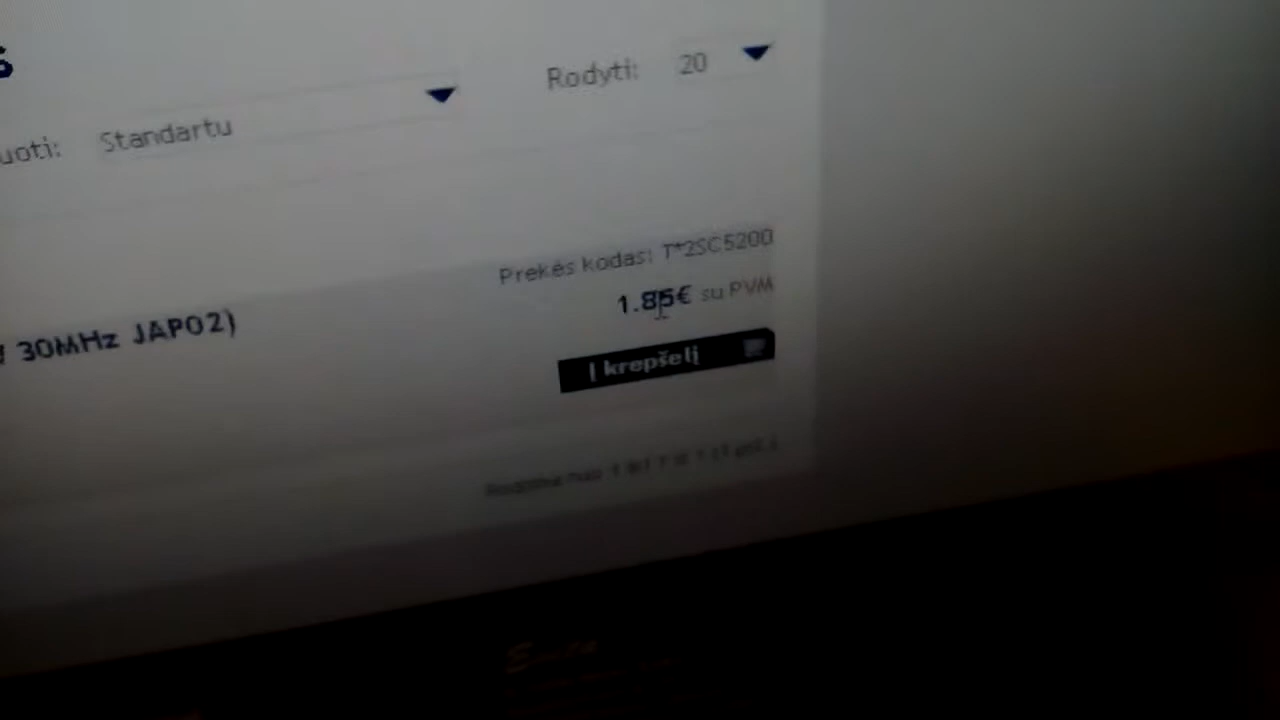 Rodyti: 20
uoti: Standartu
Prekės kodas: T*2SC5200
1.85€ su PVM
30MHz JAPO2)
Į krepšelį